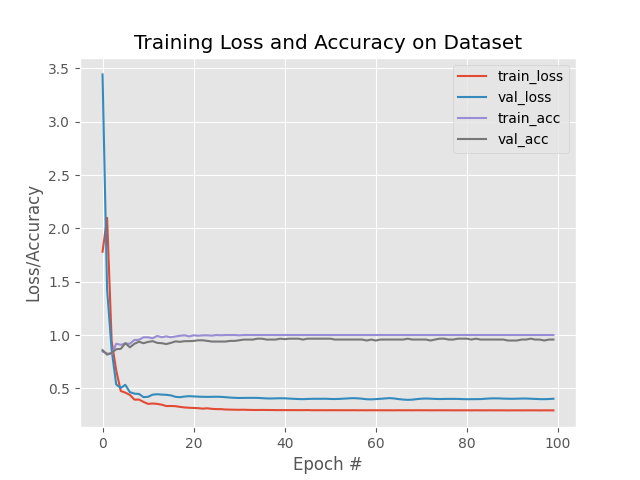 Training Loss and Accuracy on Dataset
3.5
3.0
2.5
2.0
1.5
1.0
0.5
Loss/Accuracy
train_loss
val_loss
train_acc
val_acc
0
20
40
60
80
100
Epoch #